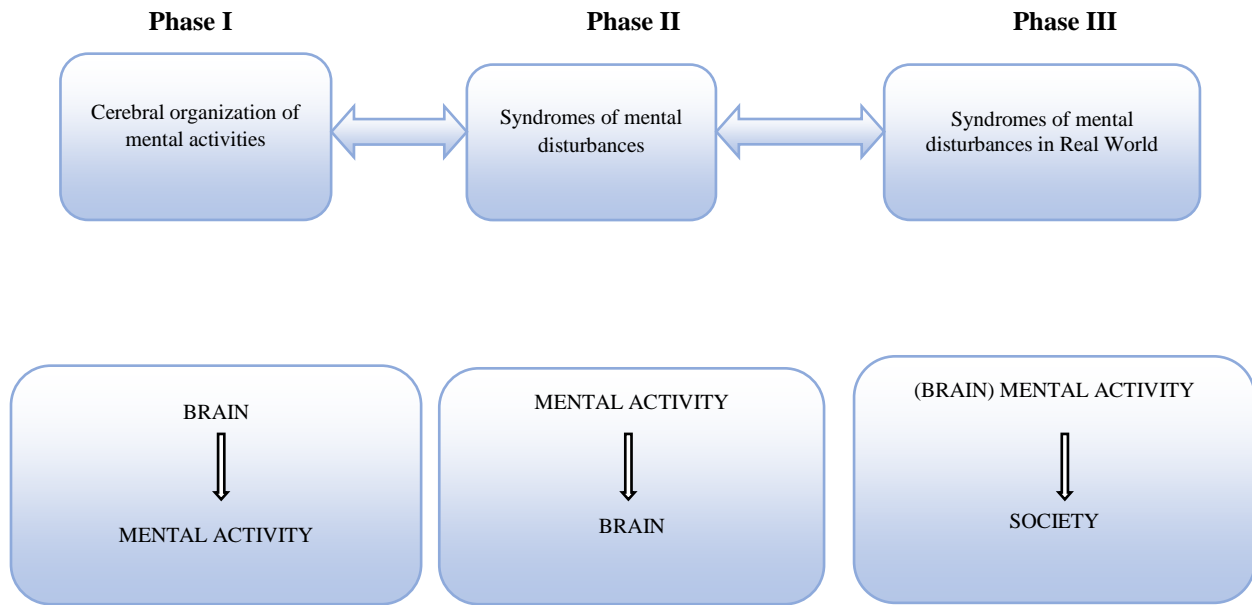 Phase I
Phase II
Phase III
Cerebral organization of
mental activities
Syndromes of mental
disturbances
Syndromes of mental
disturbances in Real World
BRAIN
MENTAL ACTIVITY
MENTAL ACTIVITY
BRAIN
(BRAIN) MENTAL ACTIVITY
SOCIETY